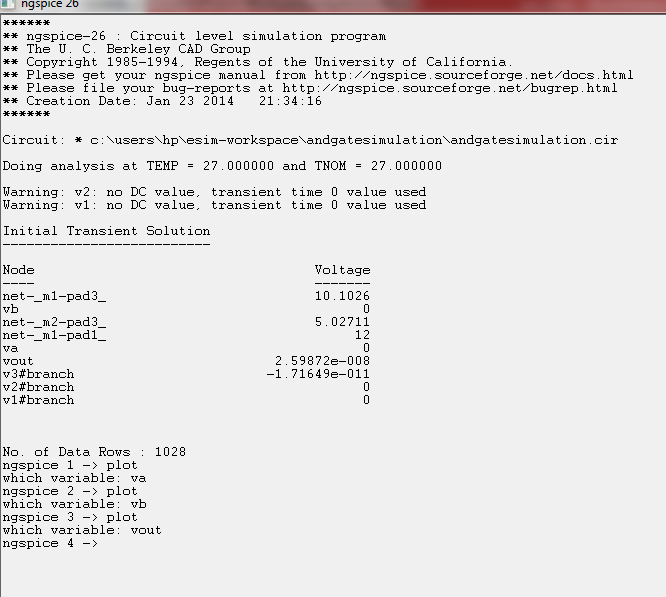 ngspice 26
******
** ngspice-26 : Circuit level simulation program
** The U. C. Berkeley CAD Group
** Copyright 1985-1994, Regents of the University of California.
** Please get your ngspice manual from http://ngspice.sourceforge.net/docs.html
** Please file your bug-reports at http://ngspice.sourceforge.net/bugrep.html
** Creation Date: Jan 23 2014   21:34:16
******
Circuit: * c:\users\hp\esim-workspace\andgatesimulation\andgatesimulation.cir
Doing analysis at TEMP = 27.000000 and TNOM = 27.000000
Warning: v2: no DC value, transient time 0 value used
Warning: v1: no DC value, transient time 0 value used
Initial Transient Solution
--------------------------
Node                                   Voltage
----                                   -------
net-_m1-pad3_                          10.1026
vb                                           0
net-_m2-pad3_                          5.02711
net-_m1-pad1_                               12
va                                           0
vout                              2.59872e-008
v3#branch                        -1.71649e-011
v2#branch                                    0
v1#branch                                    0
No. of Data Rows : 1028
ngspice 1 -> plot
which variable: va
ngspice 2 -> plot
which variable: vb
ngspice 3 -> plot
which variable: vout
ngspice 4 ->